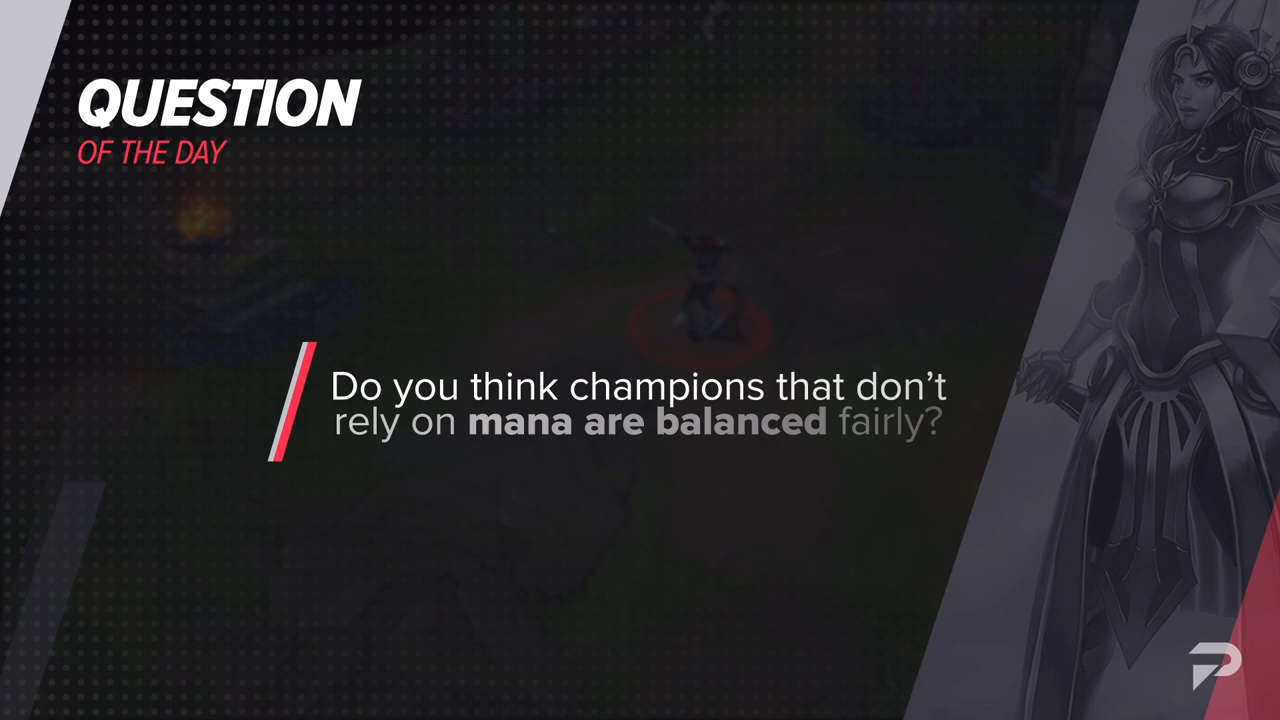 QUESTION
OF THE DAY
Do you think champions that don’t
rely on mana are balanced fairly?